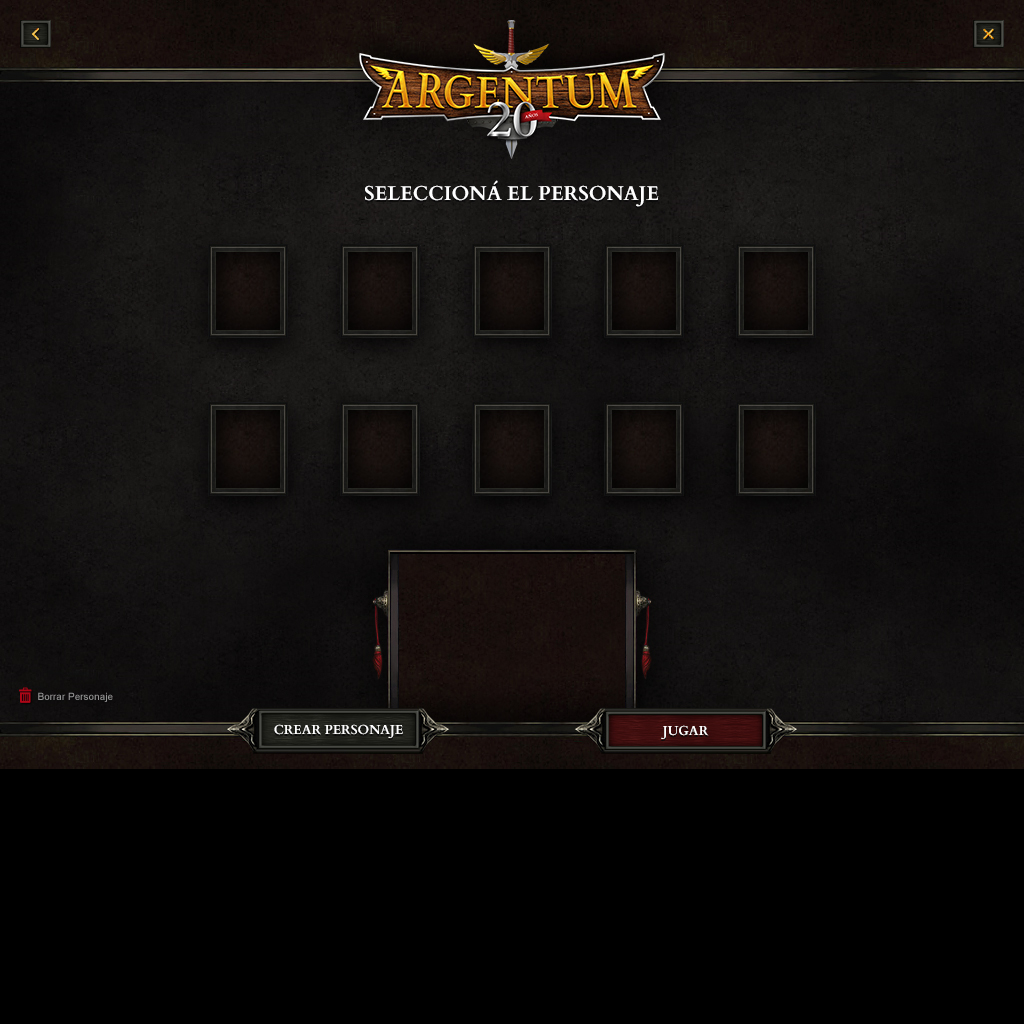 ARGENTUM
20 AÑOS
SELECCIONÁ EL PERSONAJE
Borrar Personaje
CREAR PERSONAJE
JUGAR